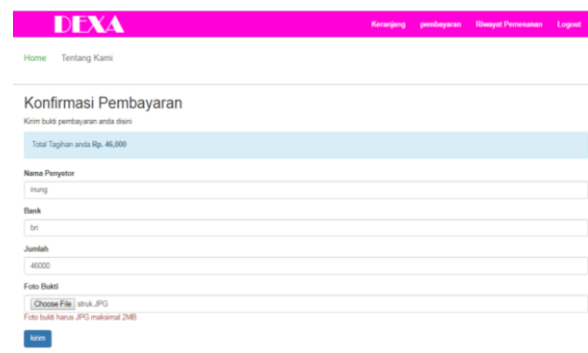 DEXA
Keranjang pembayaran Riwayat Pemesanan Logout
Home Tentang Kami
Konfirmasi Pembayaran
Kirim bukti pembayaran anda disini
Total Tagihan anda Rp. 46,000
Nama Penyetor
inung
Bank
bri
Jumlah
46000
Foto Bukti
Choose File struk.JPG
Foto bukti harus JPG maksimal 2MB
kirim